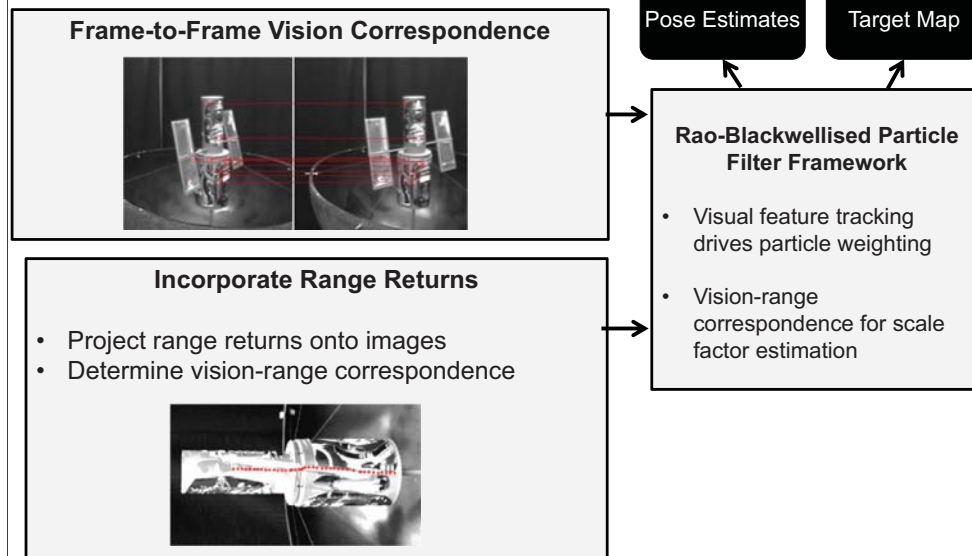 Frame-to-Frame Vision Correspondence
Incorporate Range Returns
• Project range returns onto images
• Determine vision-range correspondence
Pose Estimates
Target Map
Rao-Blackwellised Particle
Filter Framework
• Visual feature tracking
drives particle weighting
• Vision-range
correspondence for scale
factor estimation